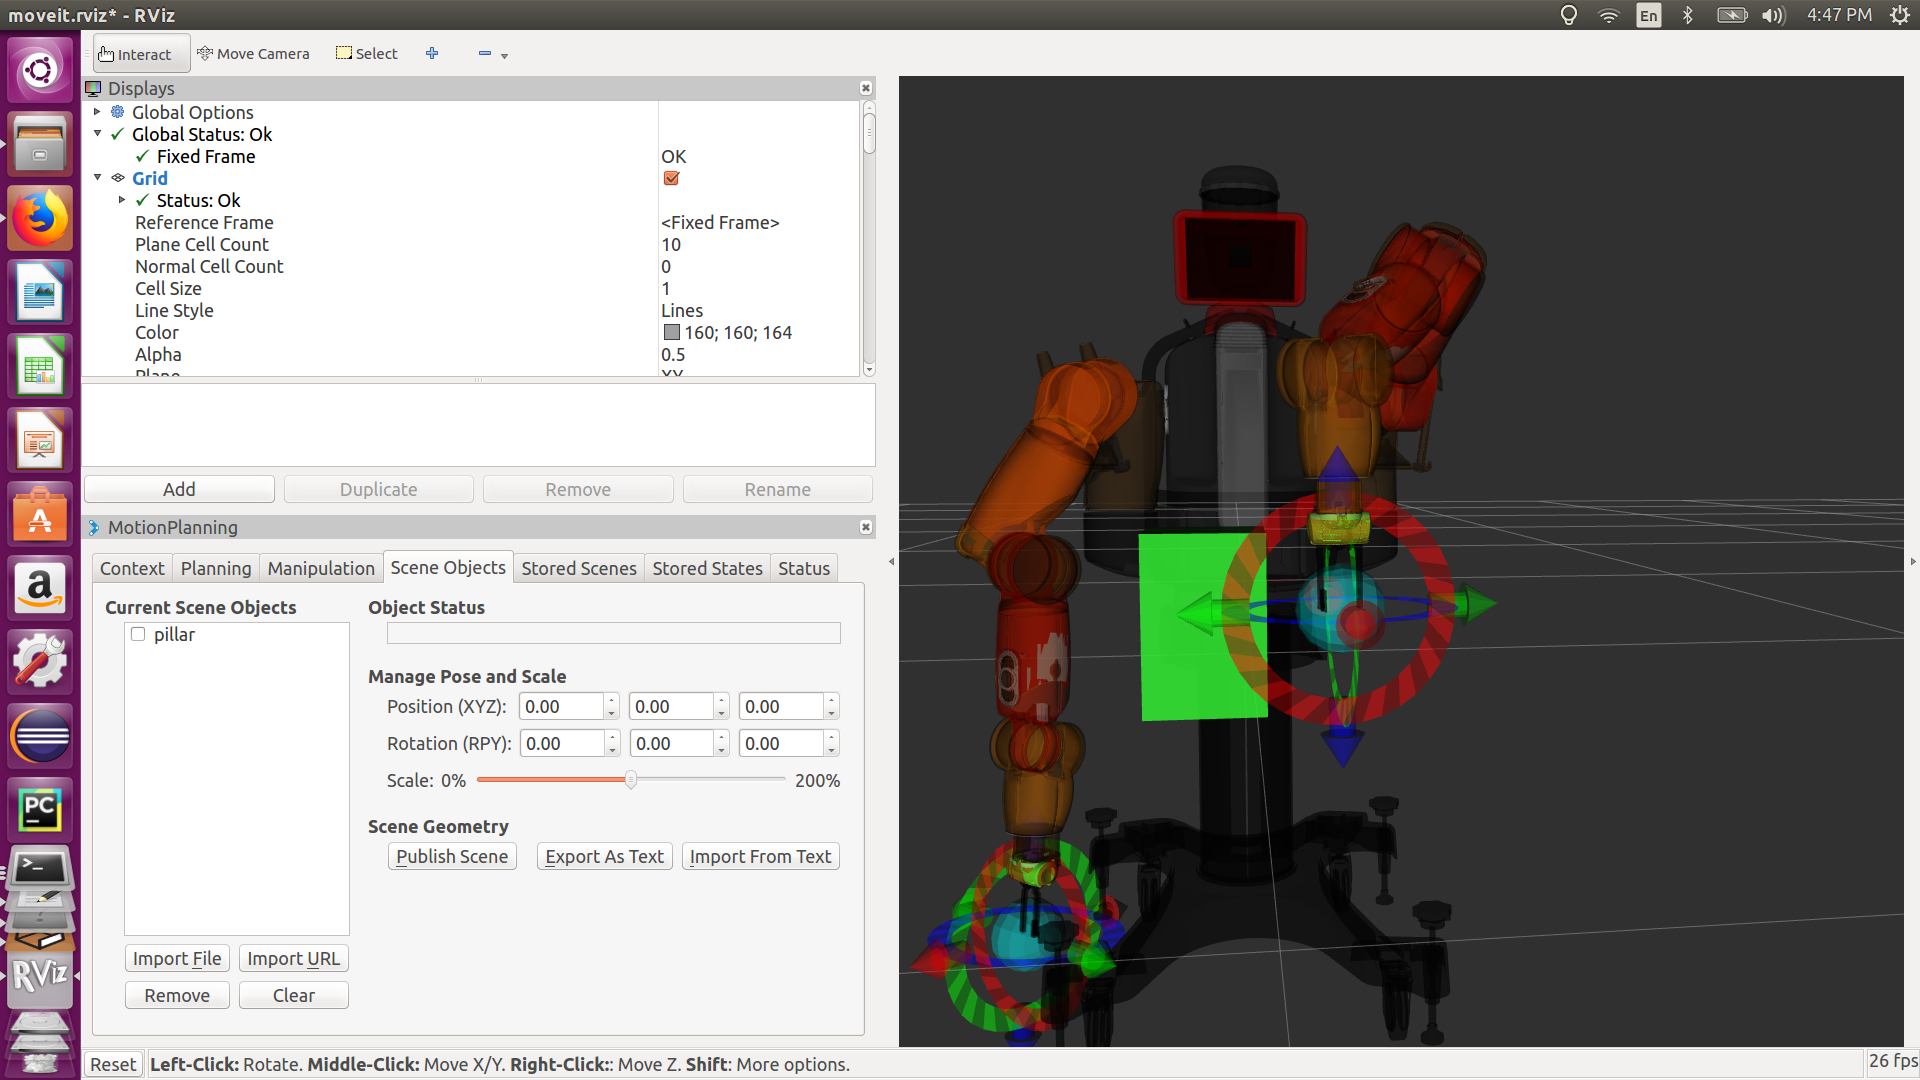 moveit.rviz* - RViz
En
4:47 PM
Interact
Move Camera
Select
Displays
Global Options
Global Status: Ok
Fixed Frame OK
Grid
Status: Ok
Reference Frame <Fixed Frame>
Plane Cell Count 10
Normal Cell Count 0
Cell Size 1
Line Style Lines
Color 160; 160; 164
Alpha 0.5
Plane XY
Add
Duplicate
Remove
Rename
MotionPlanning
Context
Planning
Manipulation
Scene Objects
Stored Scenes
Stored States
Status
Current Scene Objects
pillar
Object Status
Manage Pose and Scale
Position (XYZ): 0.00 0.00 0.00
Rotation (RPY): 0.00 0.00 0.00
Scale: 0% 200%
Scene Geometry
Publish Scene
Export As Text
Import From Text
Import File
Import URL
Remove
Clear
Reset
Left-Click: Rotate. Middle-Click: Move X/Y. Right-Click:: Move Z. Shift: More options.
26 fps
A
a
PC
>_
RViz